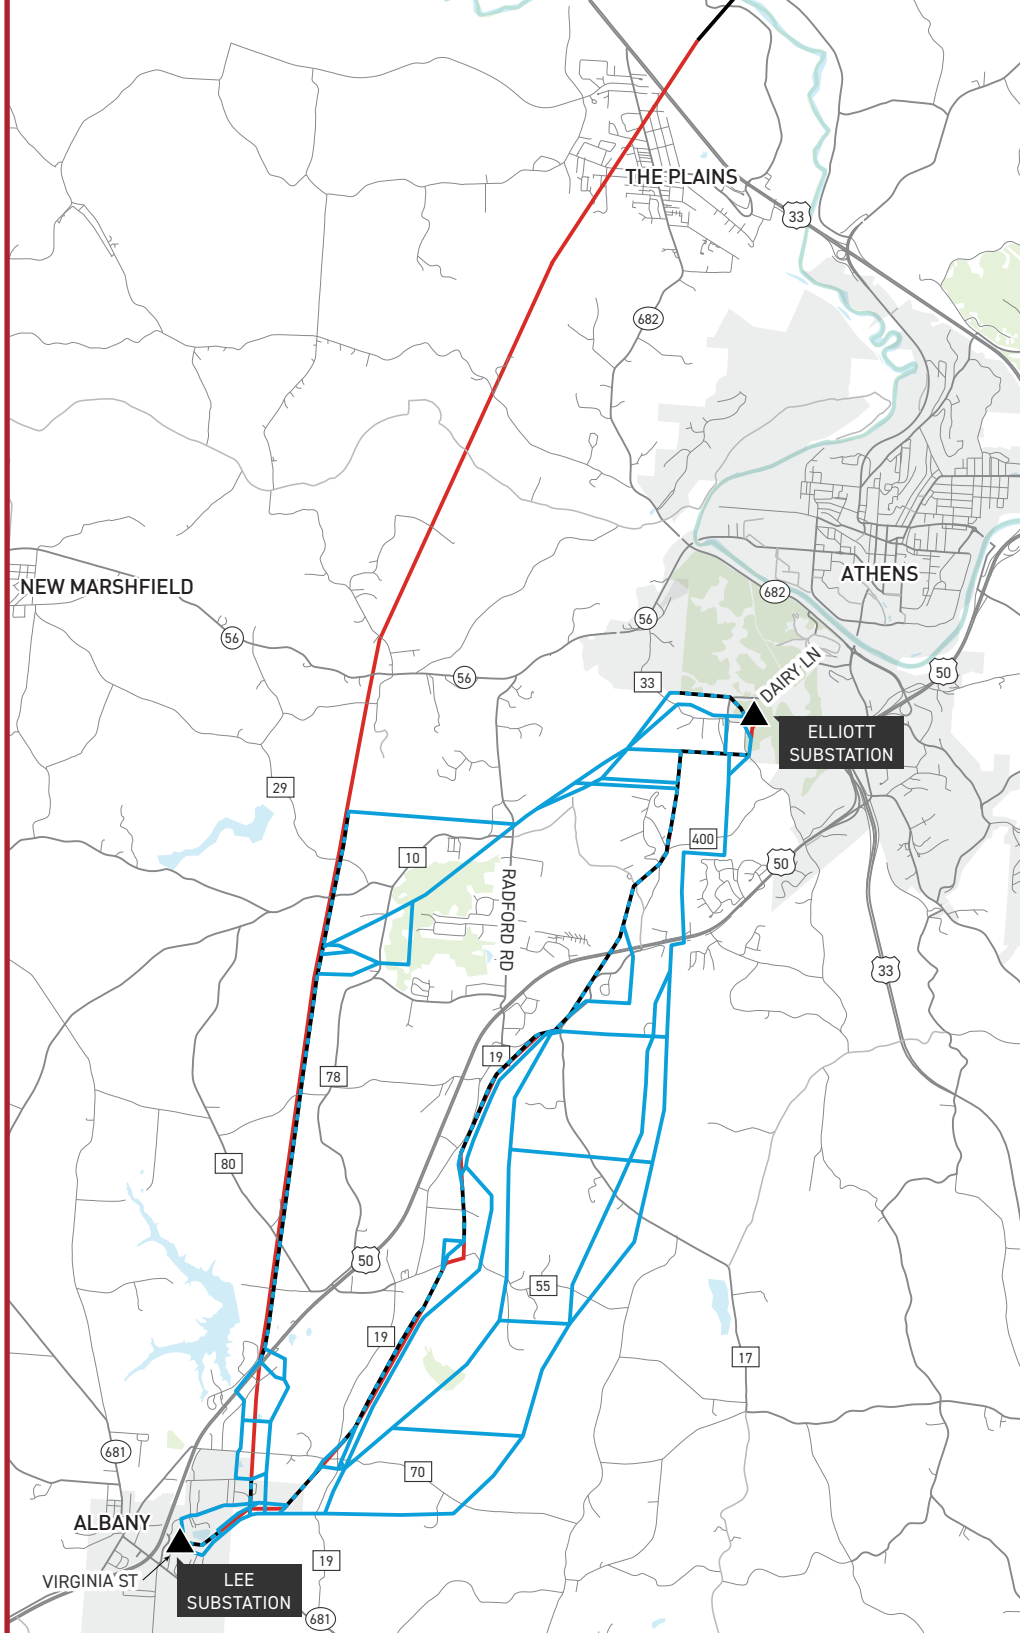 THE PLAINS
33
682
ATHENS
NEW MARSHFIELD
682
56
56
50
DAIRY LN
56
33
ELLIOTT
SUBSTATION
29
400
10
50
RADFORD RD
33
19
78
80
50
55
19
17
681
70
ALBANY
19
VIRGINIA ST
LEE
SUBSTATION
681